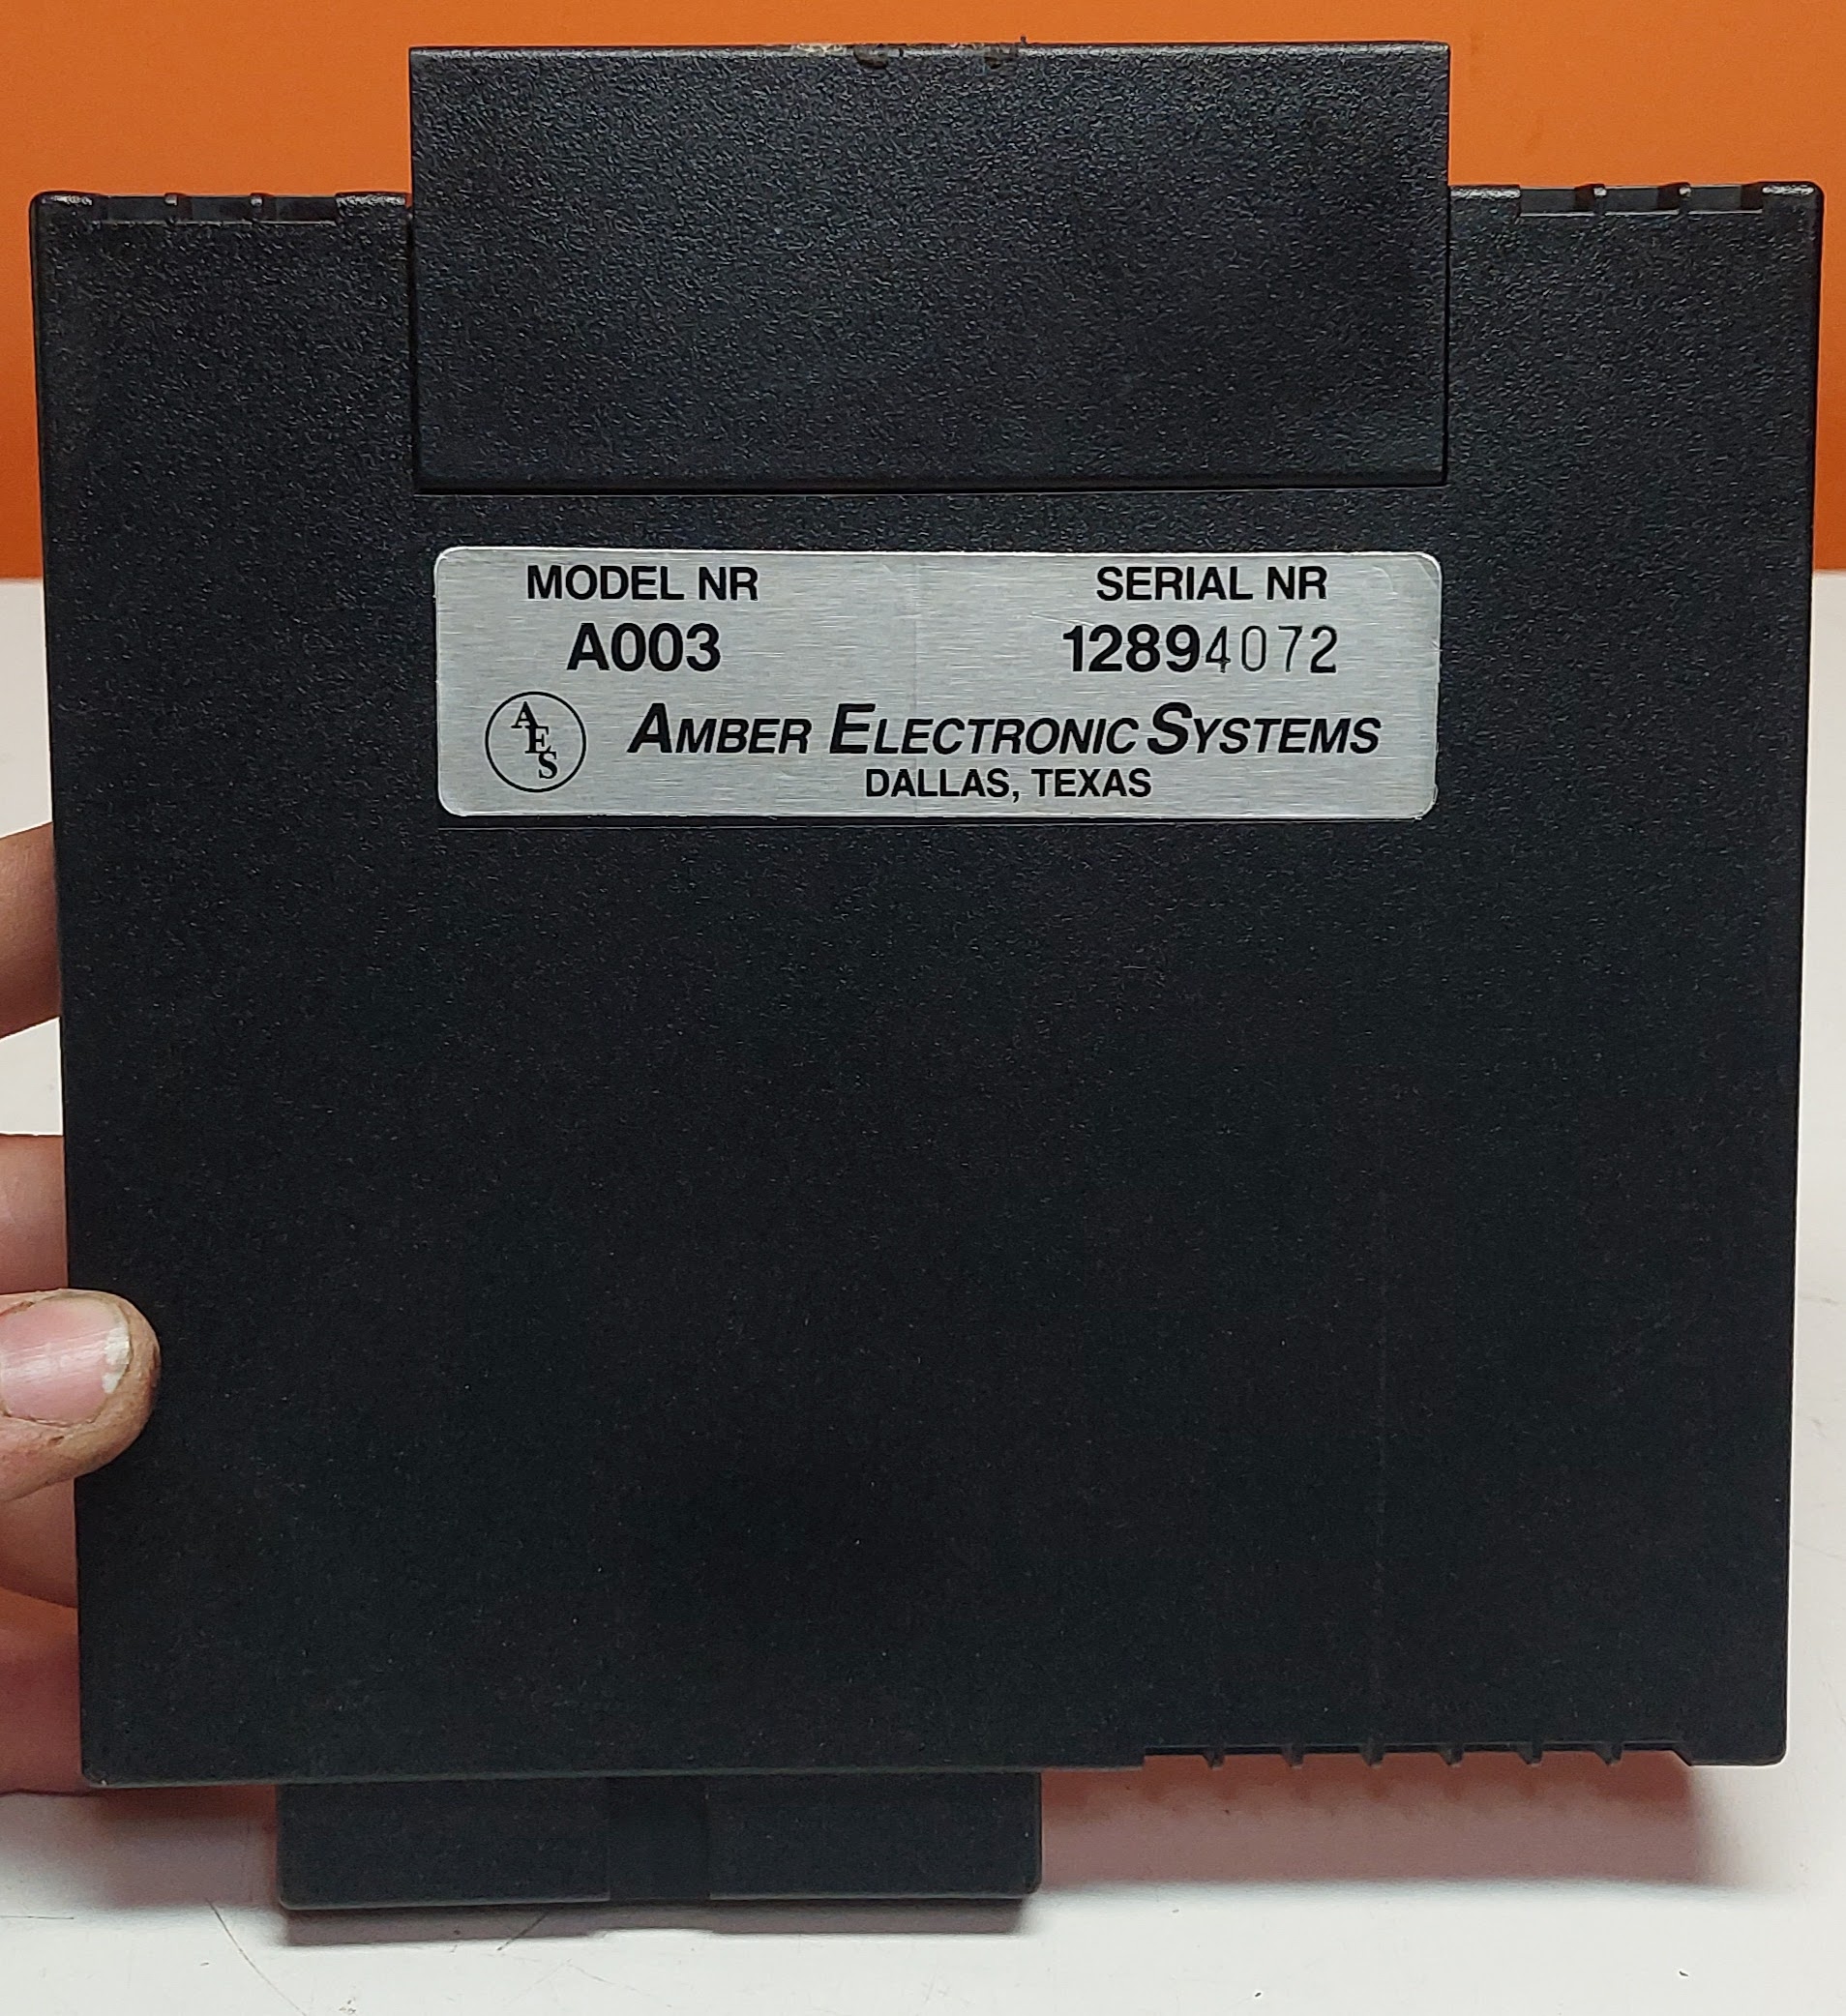 MODEL NR SERIAL NR
A003 12894072
AES AMBER ELECTRONIC SYSTEMS
DALLAS, TEXAS